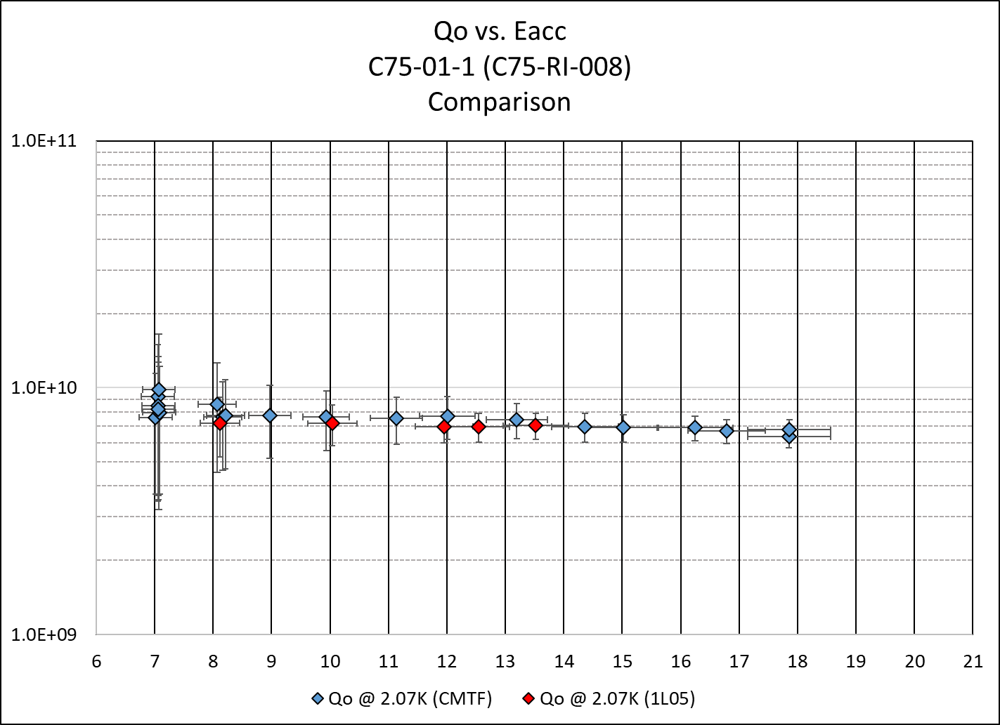 Qo vs. Eacc
C75-01-1 (C75-RI-008)
Comparison
1.0E+11
1.0E+10
1.0E+09
6 7 8 9 10 11 12 13 14 15 16 17 18 19 20 21
Qo @ 2.07K (CMTF) Qo @ 2.07K (1L05)